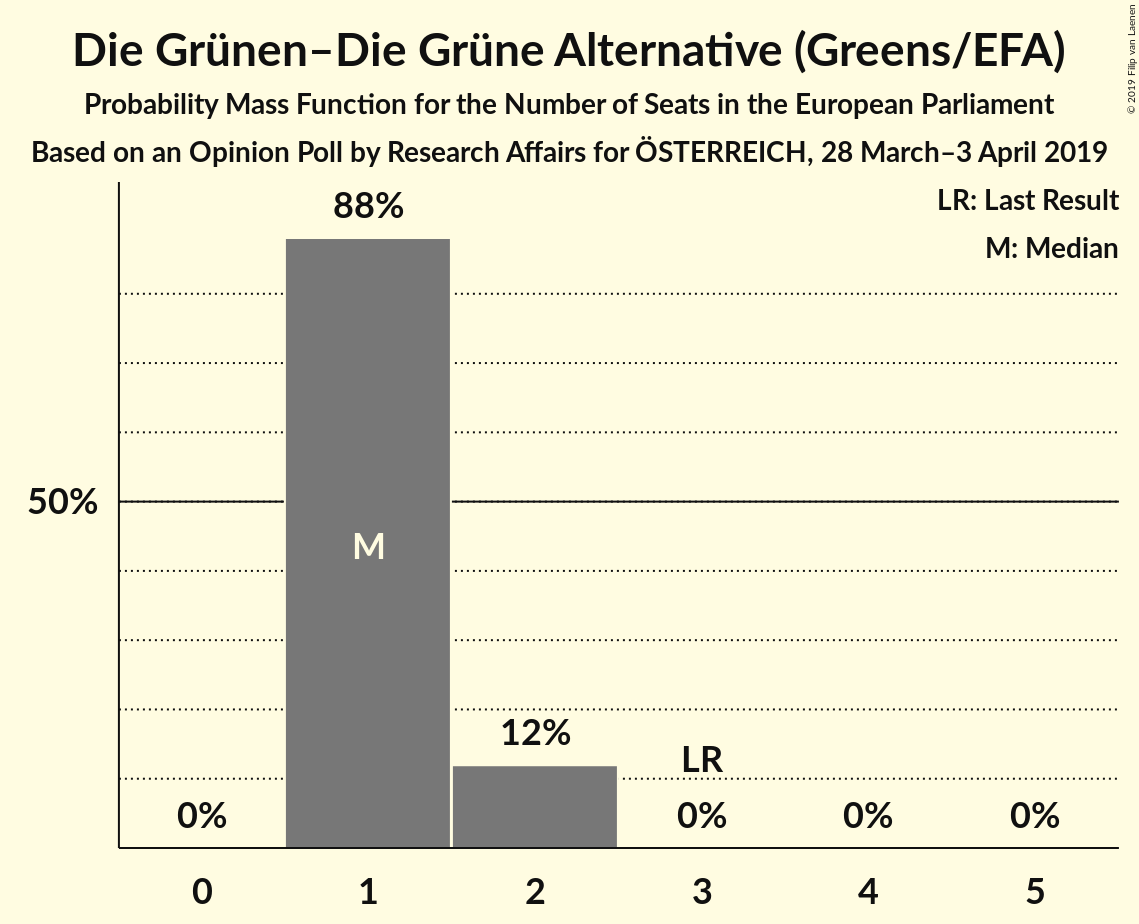 Die Grünen–Die Grüne Alternative (Greens/EFA)
Probability Mass Function for the Number of Seats in the European Parliament
Based on an Opinion Poll by Research Affairs for ÖSTERREICH, 28 March–3 April 2019
© 2019 Filip van Laenen
LR: Last Result
M: Median
88%
50%
M
12%
LR
0%
0%
0%
0%
0 1 2 3 4 5